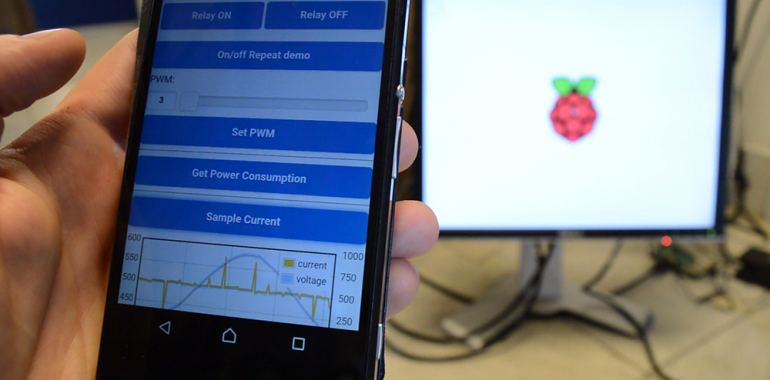 Relay ON Relay OFF
On/off Repeat demo
PWM:
3
Set PWM
Get Power Consumption
Sample Current
600 1000
550 current 750
500 voltage 500
450 250